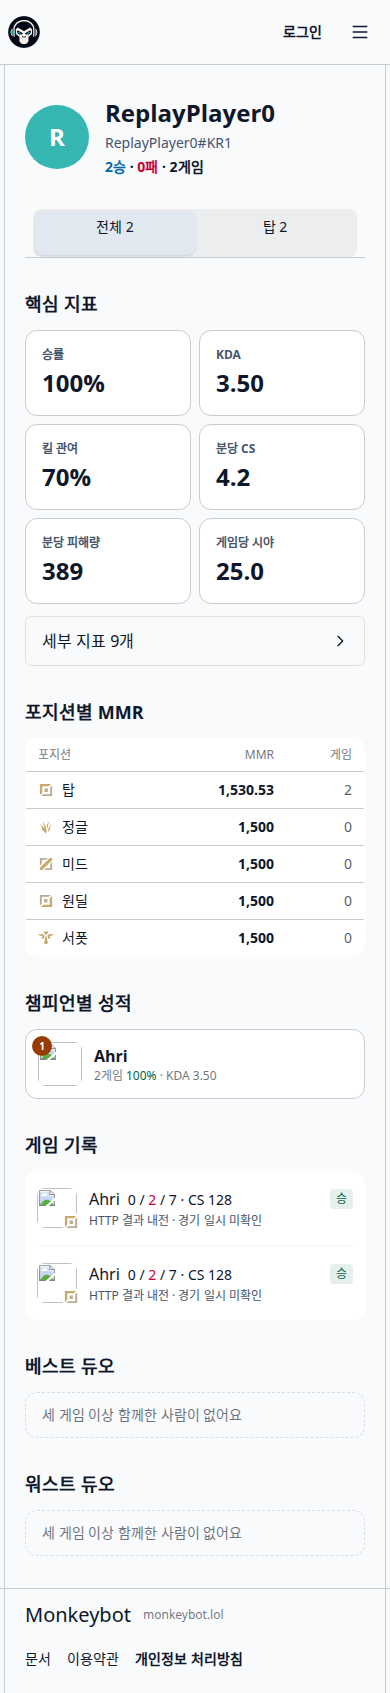 로그인
R
ReplayPlayer0
ReplayPlayer0#KR1
2승 · 0패 · 2게임
전체 2
탑 2
핵심 지표
승률
KDA
100%
3.50
킬 관여
분당 CS
70%
4.2
분당 피해량
게임당 시야
389
25.0
세부 지표 9개
포지션별 MMR
포지션 MMR 게임
탑 1,530.53 2
정글 1,500 0
미드 1,500 0
원딜 1,500 0
서폿 1,500 0
챔피언별 성적
1
Ahri
2게임 100% · KDA 3.50
게임 기록
Ahri 0 / 2 / 7 · CS 128 승
HTTP 결과 내전 · 경기 일시 미확인
Ahri 0 / 2 / 7 · CS 128 승
HTTP 결과 내전 · 경기 일시 미확인
베스트 듀오
세 게임 이상 함께한 사람이 없어요
워스트 듀오
세 게임 이상 함께한 사람이 없어요
Monkeybot monkeybot.lol
문서 이용약관 개인정보 처리방침